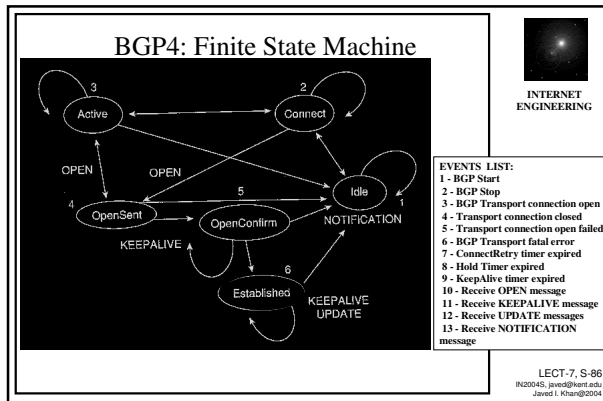 BGP4: Finite State Machine
3
2
Active
Connect
OPEN
OPEN
5
Idle
4
OpenSent
OpenConfirm
1
NOTIFICATION
KEEPALIVE
6
Established
KEEPALIVE
UPDATE
INTERNET
ENGINEERING
EVENTS LIST:
1 - BGP Start
2 - BGP Stop
3 - BGP Transport connection open
4 - Transport connection closed
5 - Transport connection open failed
6 - BGP Transport fatal error
7 - ConnectRetry timer expired
8 - Hold Timer expired
9 - KeepAlive timer expired
10 - Receive OPEN message
11 - Receive KEEPALIVE message
12 - Receive UPDATE messages
13 - Receive NOTIFICATION
message
LECT-7, S-86
IN2004S, javed@kent.edu
Javed I. Khan@2004